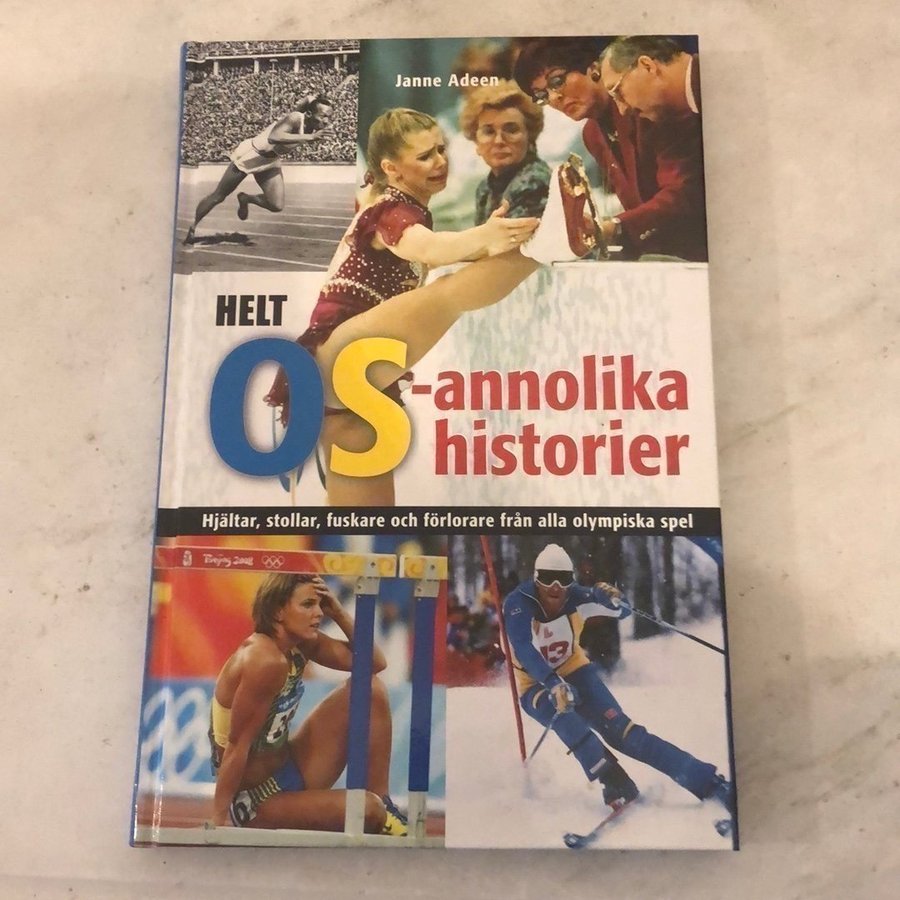 Janne Adeen
HELT
OS-annolika
historier
Hjältar, stollar, fuskare och förlorare från alla olympiska spel
Beijing 2008
13